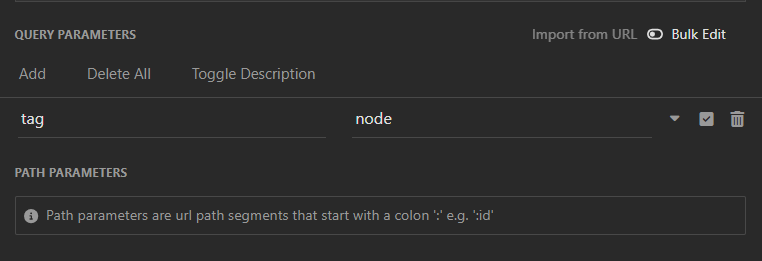 QUERY PARAMETERS Import from URL Bulk Edit
Add Delete All Toggle Description
tag node
PATH PARAMETERS
Path parameters are url path segments that start with a colon ':' e.g. ':id'